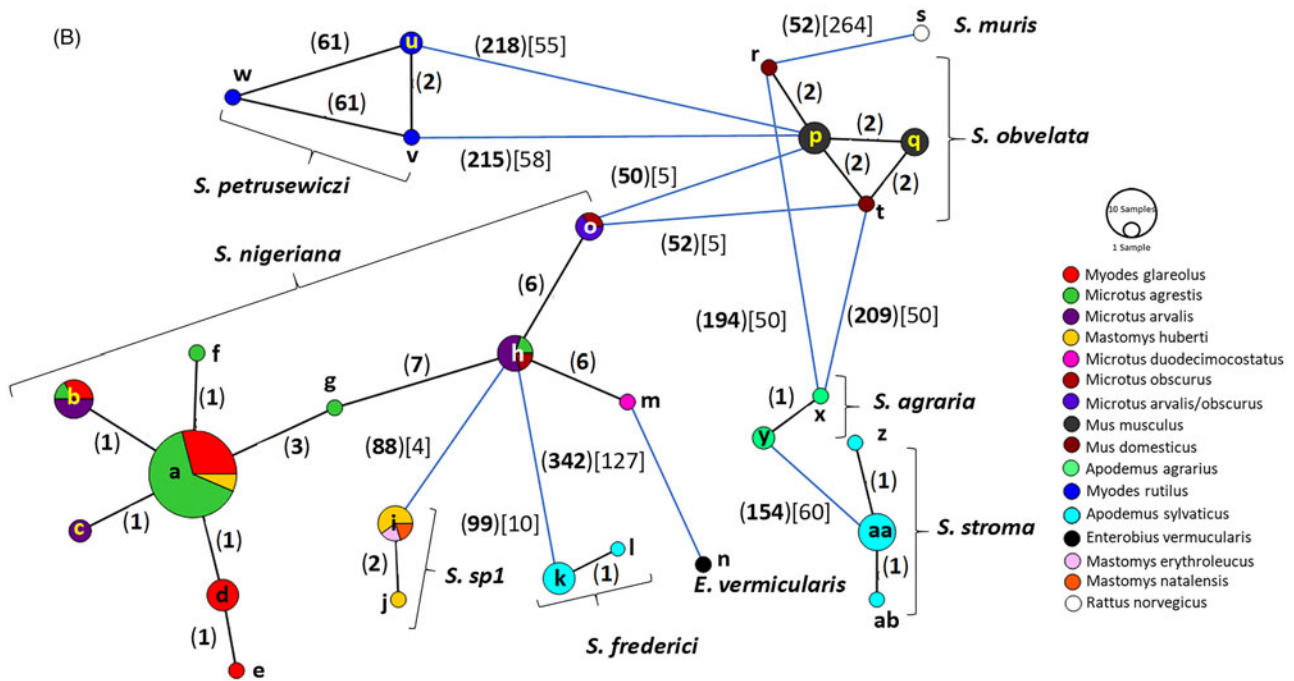 (B)
s
(52)[264]
S. muris
(61)
u
(218)[55]
r
w
(2)
(2)
(61)
p
(2)
q
S. obvelata
v
(2)
(2)
(215)[58]
S. petrusewiczi
(50)[5]
t
10 Samples
1 Sample
o
(52)[5]
S. nigeriana
(6)
(194)[50]
(209)[50]
h
f
(7)
(6)
g
m
(1)
b
(1)
x
S. agraria
(1)
(3)
y
z
(88)[4]
(342)[127]
a
(1)
(154)[60]
c
(1)
i
aa
S. stroma
(1)
(99)[10]
l
n
(2)
S. sp1
k
(1)
E. vermicularis
(1)
d
j
ab
(1)
S. frederici
e
Myodes glareolus
Microtus agrestis
Microtus arvalis
Mastomys huberti
Microtus duodecimocostatus
Microtus obscurus
Microtus arvalis/obscurus
Mus musculus
Mus domesticus
Apodemus agrarius
Myodes rutilus
Apodemus sylvaticus
Enterobius vermucularis
Mastomys erythroleucus
Mastomys natalensis
Rattus norvegicus